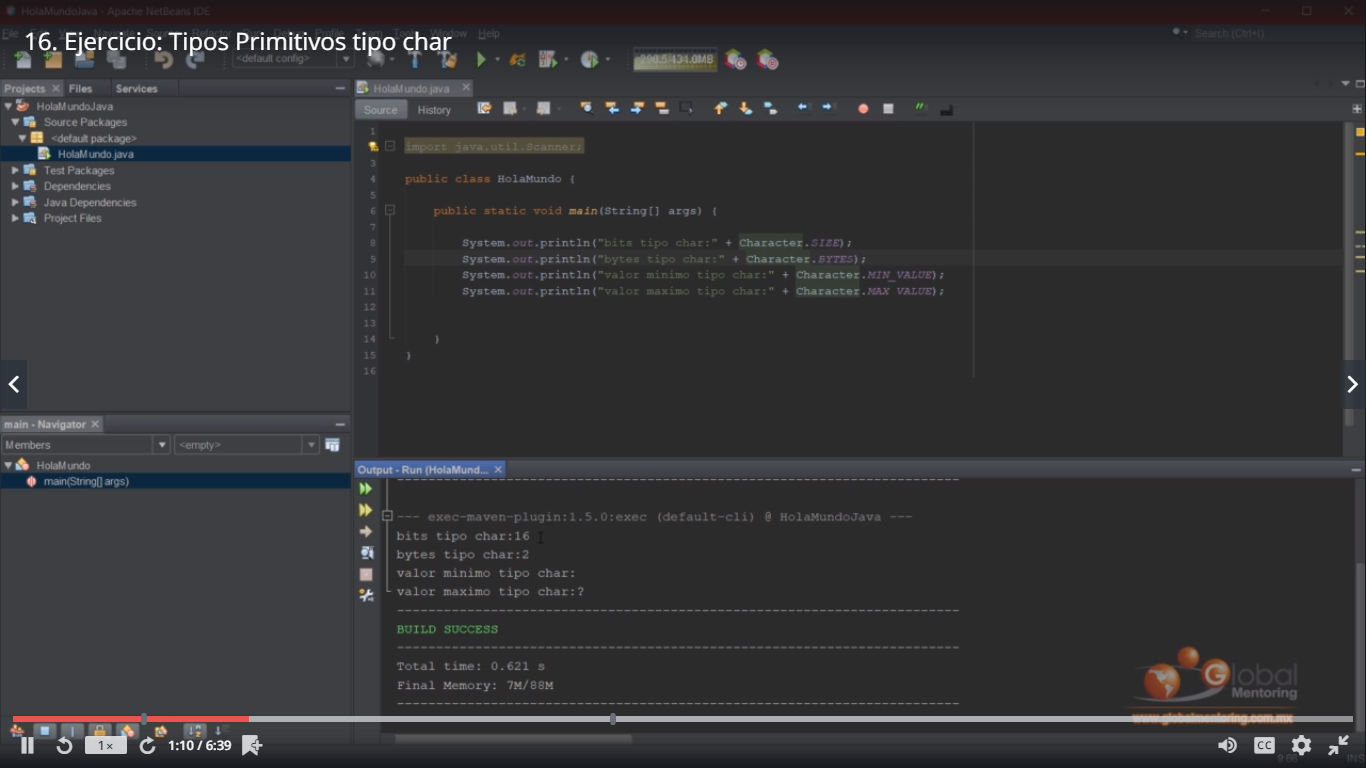 HolaMundoJava - Apache NetBeans IDE
16. Ejercicio: Tipos Primitivos tipo char
File
Window Help
Search (Ctrl+I)
<default config>
290.5/434.0MB
Projects Files Services
HolaMundo.java
Source History
HolaMundoJava
Source Packages
<default package>
HolaMundo.java
Test Packages
Dependencies
Java Dependencies
Project Files
1
import java.util.Scanner;
3
4 public class HolaMundo {
5
6 public static void main(String[] args) {
7
8 System.out.println("bits tipo char:" + Character.SIZE);
9 System.out.println("bytes tipo char:" + Character.BYTES);
10 System.out.println("valor minimo tipo char:" + Character.MIN_VALUE);
11 System.out.println("valor maximo tipo char:" + Character.MAX_VALUE);
12
13
14 }
15 }
16
main - Navigator
Members <empty>
HolaMundo
main(String[] args)
Output - Run (HolaMund...
--- exec-maven-plugin:1.5.0:exec (default-cli) @ HolaMundoJava ---
bits tipo char:16
bytes tipo char:2
valor minimo tipo char:
valor maximo tipo char:?
BUILD SUCCESS
Total time: 0.621 s
Final Memory: 7M/88M
Global
Mentoring
www.globalmentoring.com.mx
1× 1:10 / 6:39 CC
9:66 INS